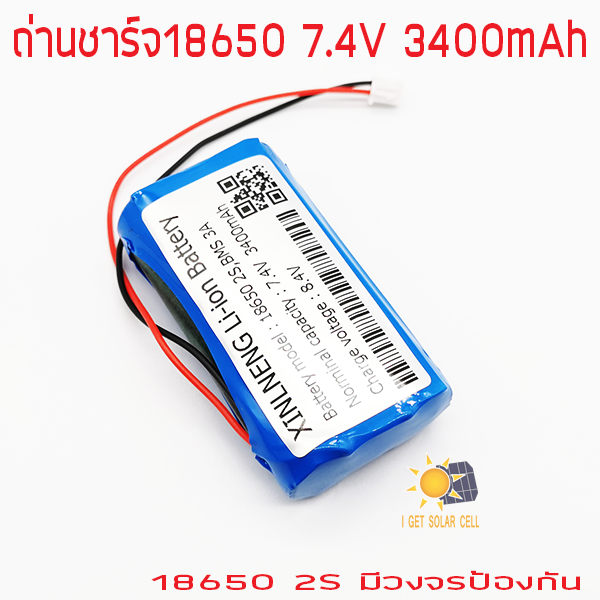 ถ่านชาร์จ18650 7.4V 3400mAh
XINLNENG Li-Ion Battery
Battery model : 18650 2S,BMS 3A
Norminal capacity : 7.4V 3400mAh
Charge voltage : 8.4V
I GET SOLAR CELL
18650 2S มีวงจรป้องกัน